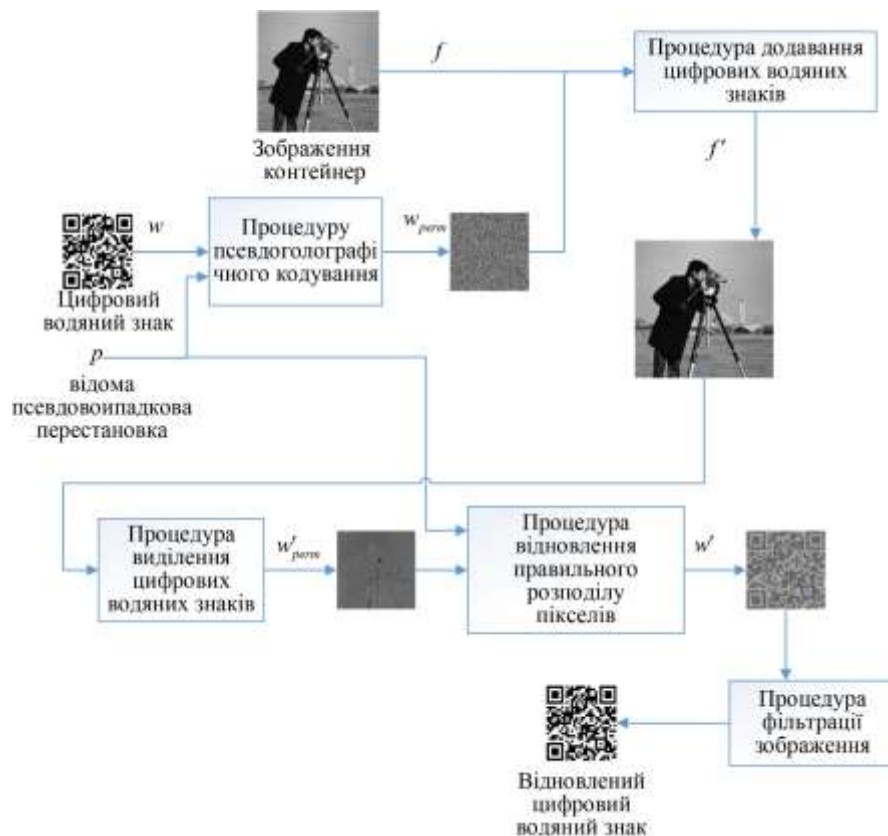 f
Процедура додавання
цифрових водяних
знаків
Зображення
контейнер
f′
w
Процедуру
псевдоголографі
чного кодування
w_perm
Цифровий
водяний знак
p
відома
псевдовоипадкова
перестановка
Процедура
виділення
цифрових
водяних знаків
w′_perm
Процедура
відновлення
правильного
розподілу
пікселів
w′
Процедура
фільтрації
зображення
Відновлений
цифровий
водяний знак